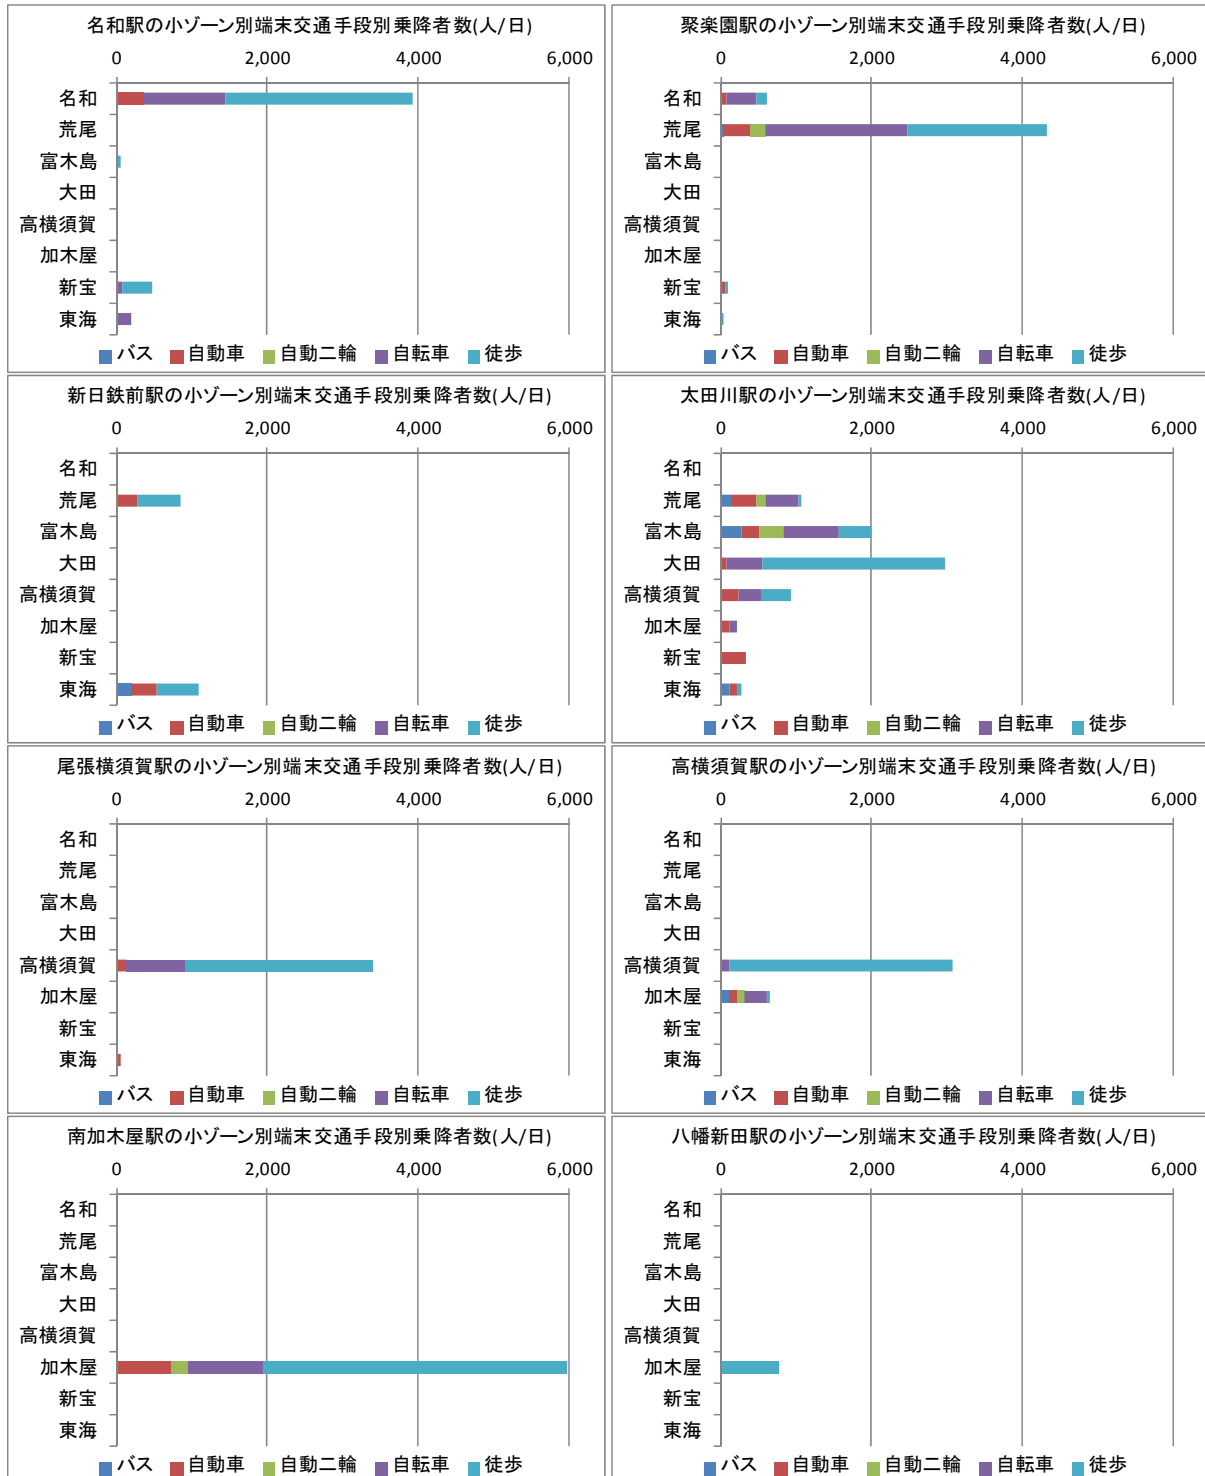 名和駅の小ゾーン別端末交通手段別乗降者数(人/日)
0 2,000 4,000 6,000
名和
荒尾
富木島
大田
高横須賀
加木屋
新宝
東海
バス 自動車 自動二輪 自転車 徒歩
聚楽園駅の小ゾーン別端末交通手段別乗降者数(人/日)
0 2,000 4,000 6,000
名和
荒尾
富木島
大田
高横須賀
加木屋
新宝
東海
バス 自動車 自動二輪 自転車 徒歩
新日鉄前駅の小ゾーン別端末交通手段別乗降者数(人/日)
0 2,000 4,000 6,000
名和
荒尾
富木島
大田
高横須賀
加木屋
新宝
東海
バス 自動車 自動二輪 自転車 徒歩
太田川駅の小ゾーン別端末交通手段別乗降者数(人/日)
0 2,000 4,000 6,000
名和
荒尾
富木島
大田
高横須賀
加木屋
新宝
東海
バス 自動車 自動二輪 自転車 徒歩
尾張横須賀駅の小ゾーン別端末交通手段別乗降者数(人/日)
0 2,000 4,000 6,000
名和
荒尾
富木島
大田
高横須賀
加木屋
新宝
東海
バス 自動車 自動二輪 自転車 徒歩
高横須賀駅の小ゾーン別端末交通手段別乗降者数(人/日)
0 2,000 4,000 6,000
名和
荒尾
富木島
大田
高横須賀
加木屋
新宝
東海
バス 自動車 自動二輪 自転車 徒歩
南加木屋駅の小ゾーン別端末交通手段別乗降者数(人/日)
0 2,000 4,000 6,000
名和
荒尾
富木島
大田
高横須賀
加木屋
新宝
東海
バス 自動車 自動二輪 自転車 徒歩
八幡新田駅の小ゾーン別端末交通手段別乗降者数(人/日)
0 2,000 4,000 6,000
名和
荒尾
富木島
大田
高横須賀
加木屋
新宝
東海
バス 自動車 自動二輪 自転車 徒歩